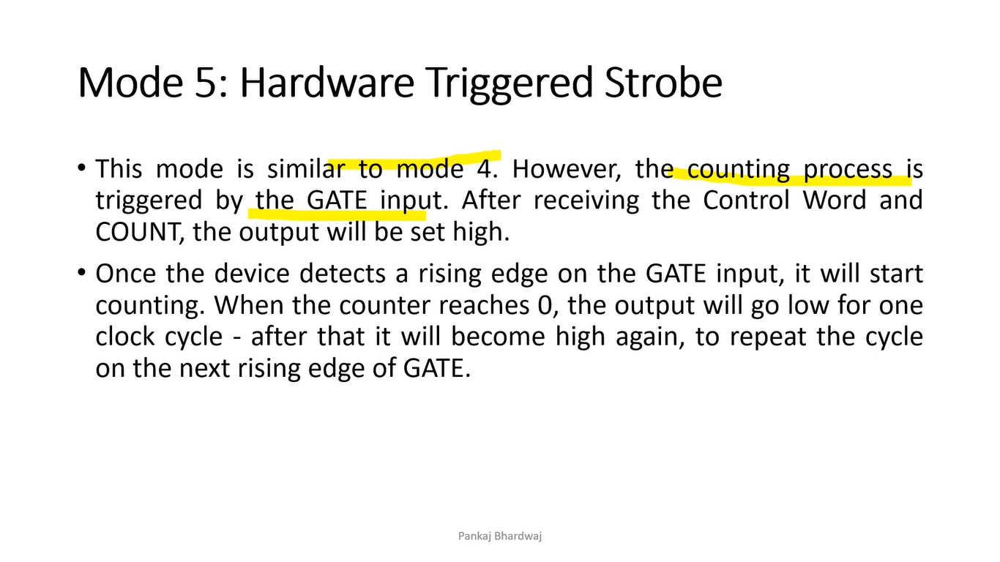 Mode 5: Hardware Triggered Strobe
• This mode is similar to mode 4. However, the counting process is
triggered by the GATE input. After receiving the Control Word and
COUNT, the output will be set high.
• Once the device detects a rising edge on the GATE input, it will start
counting. When the counter reaches 0, the output will go low for one
clock cycle - after that it will become high again, to repeat the cycle
on the next rising edge of GATE.
Pankaj Bhardwaj